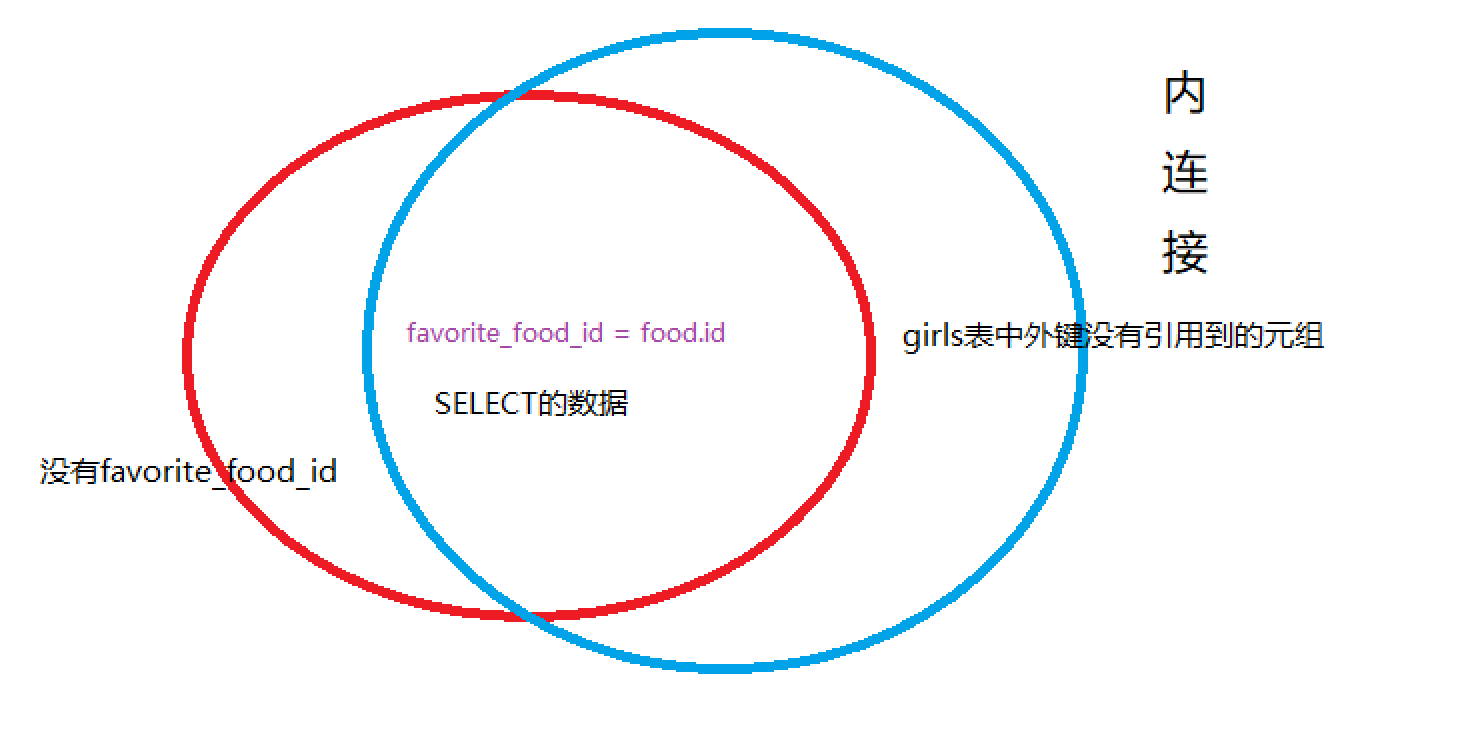 内
连
接
favorite_food_id = food.id
girls表中外键没有引用到的元组
SELECT的数据
没有favorite_food_id